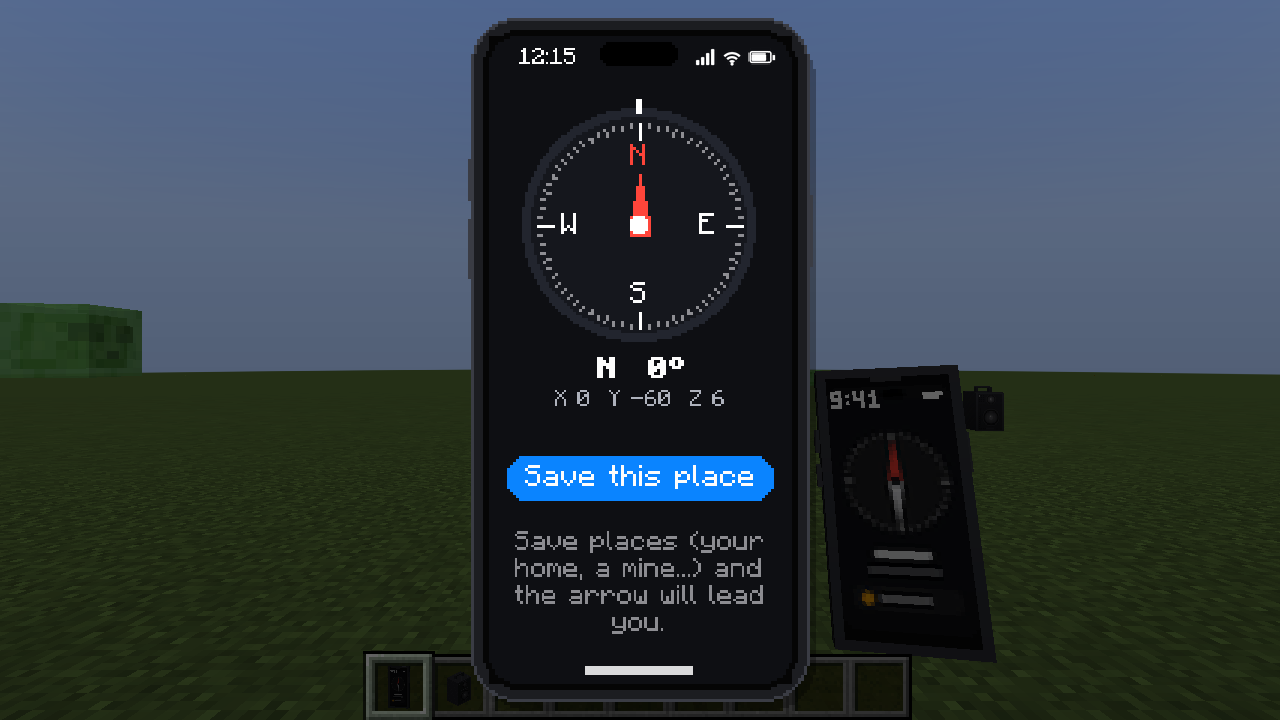 12:15
N
W E
S
N 0°
X 0 Y -60 Z 6
Save this place
Save places (your
home, a mine...) and
the arrow will lead
you.
9:41